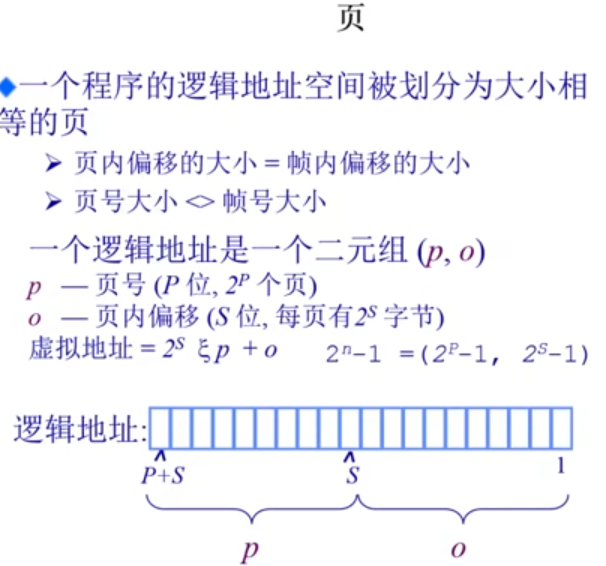 页
◆一个程序的逻辑地址空间被划分为大小相
等的页
➢ 页内偏移的大小 = 帧内偏移的大小
➢ 页号大小 <> 帧号大小
一个逻辑地址是一个二元组 (p, o)
p — 页号 (P 位, 2^P 个页)
o — 页内偏移 (S 位, 每页有2^S 字节)
虚拟地址 = 2^S ξp + o 2^n-1 =(2^P-1, 2^S-1)
逻辑地址:
P+S S 1
p o